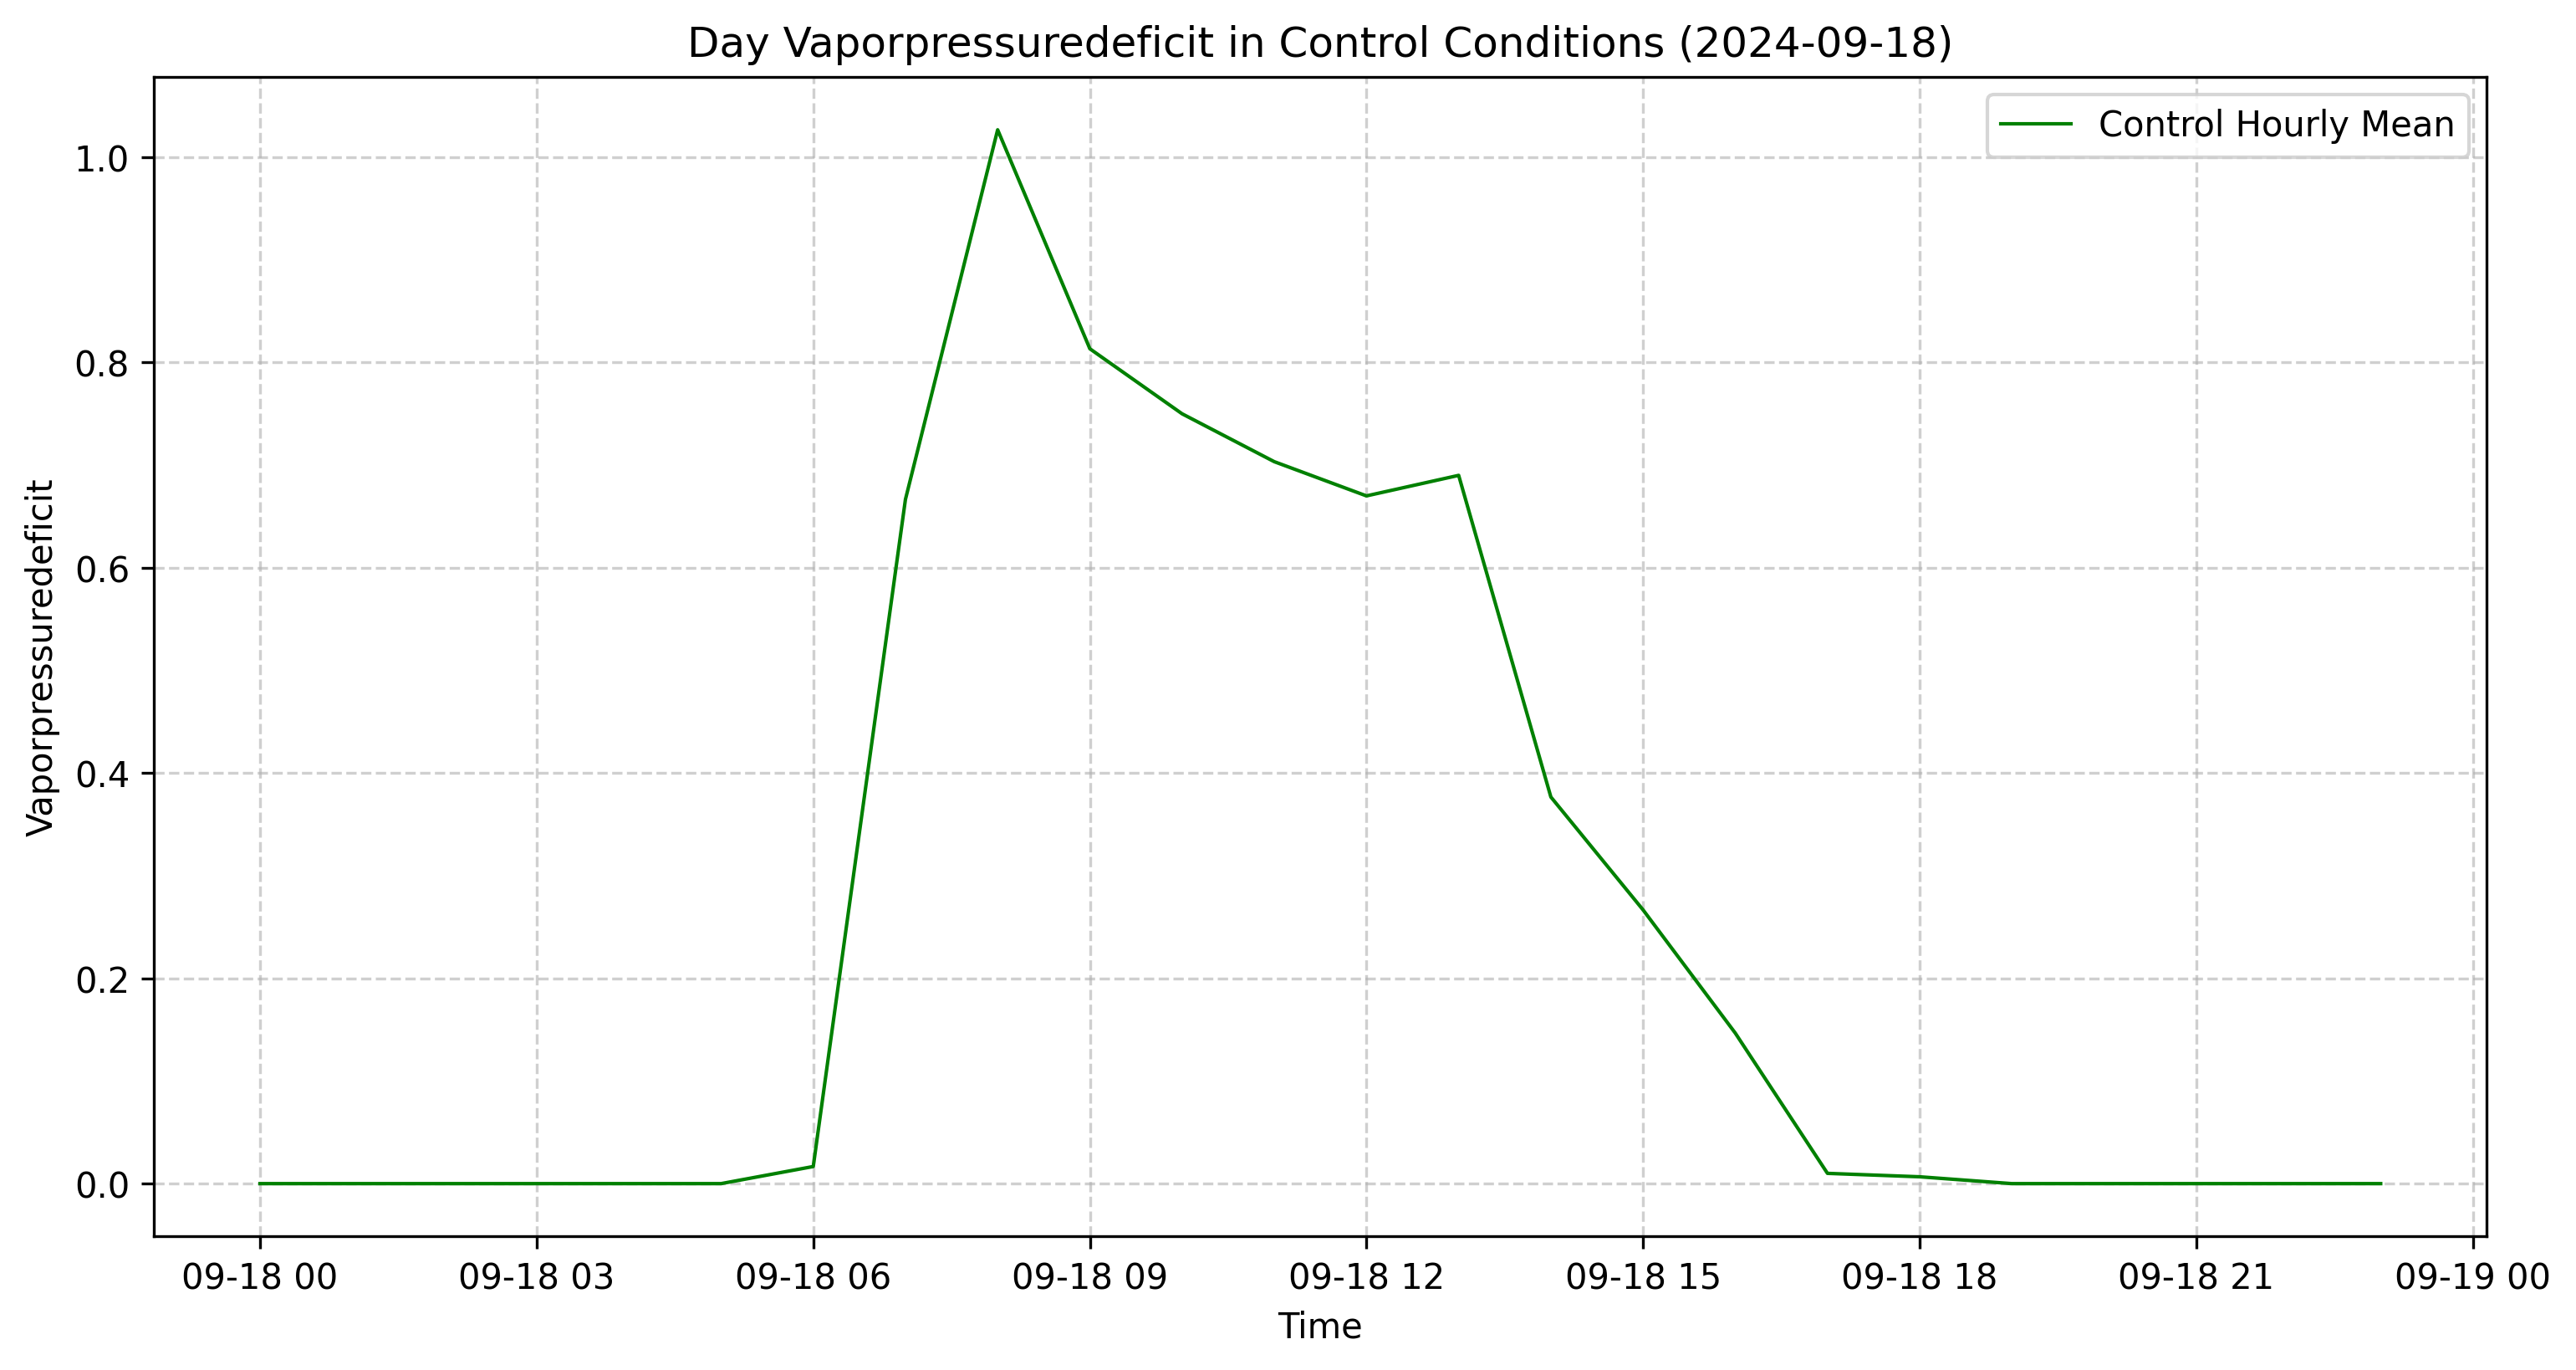 Day Vaporpressuredeficit in Control Conditions (2024-09-18)
Control Hourly Mean
Vaporpressuredeficit
1.0
0.8
0.6
0.4
0.2
0.0
09-18 00 09-18 03 09-18 06 09-18 09 09-18 12 09-18 15 09-18 18 09-18 21 09-19 00
Time